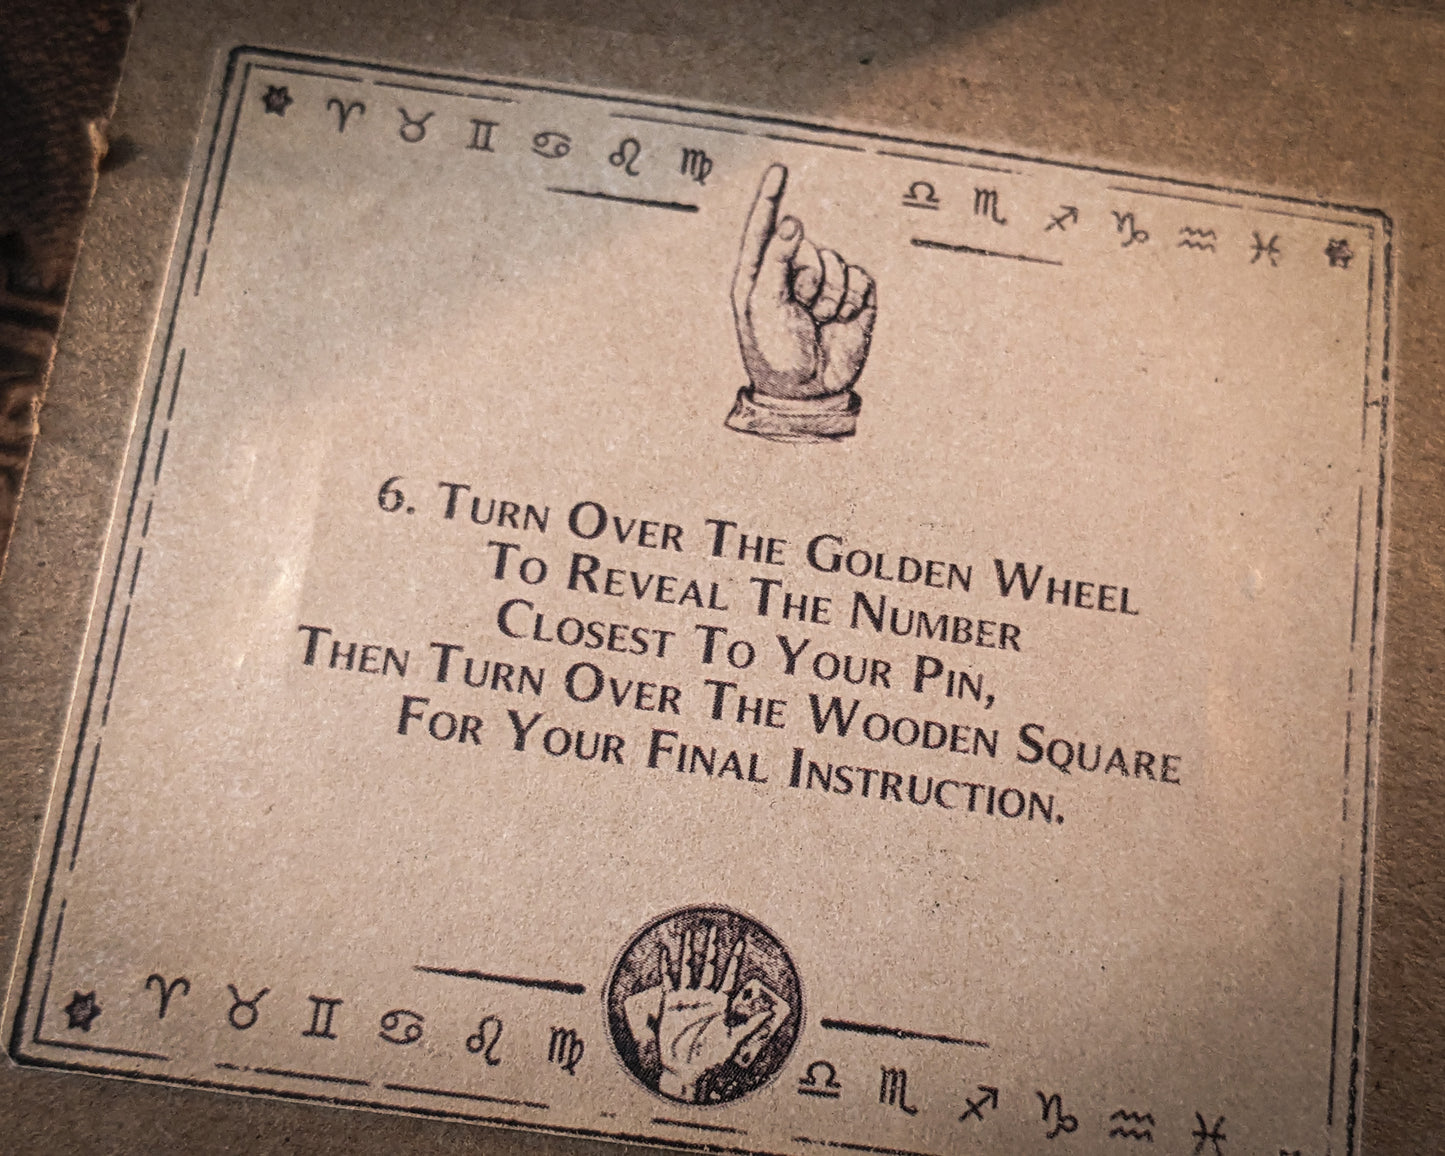 ♈ ♉ ♊ ♋ ♌ ♍ ♎ ♏ ♐ ♑ ♒ ♓
6. Turn Over The Golden Wheel
To Reveal The Number
Closest To Your Pin,
Then Turn Over The Wooden Square
For Your Final Instruction.
♈ ♉ ♊ ♋ ♌ ♍ ♎ ♏ ♐ ♑ ♒ ♓